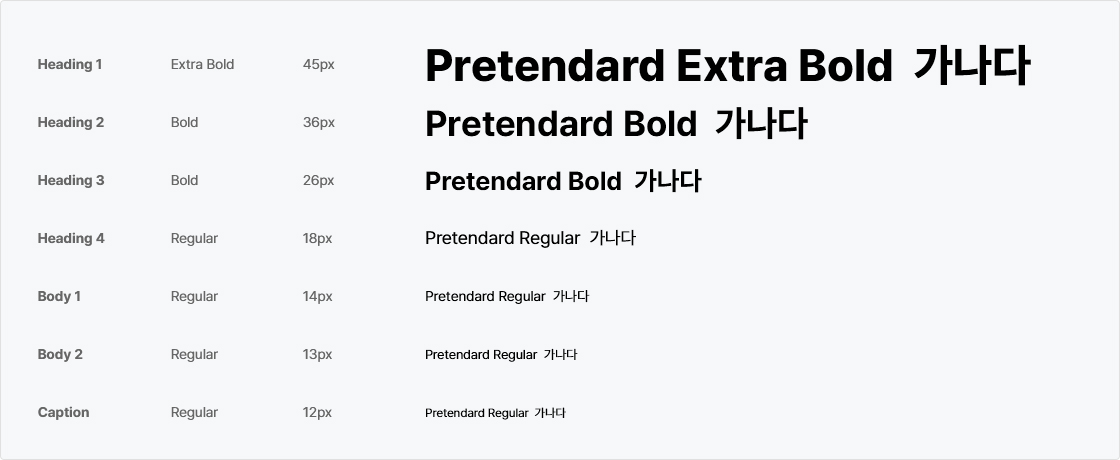 Heading 1 Extra Bold 45px Pretendard Extra Bold 가나다
Heading 2 Bold 36px Pretendard Bold 가나다
Heading 3 Bold 26px Pretendard Bold 가나다
Heading 4 Regular 18px Pretendard Regular 가나다
Body 1 Regular 14px Pretendard Regular 가나다
Body 2 Regular 13px Pretendard Regular 가나다
Caption Regular 12px Pretendard Regular 가나다